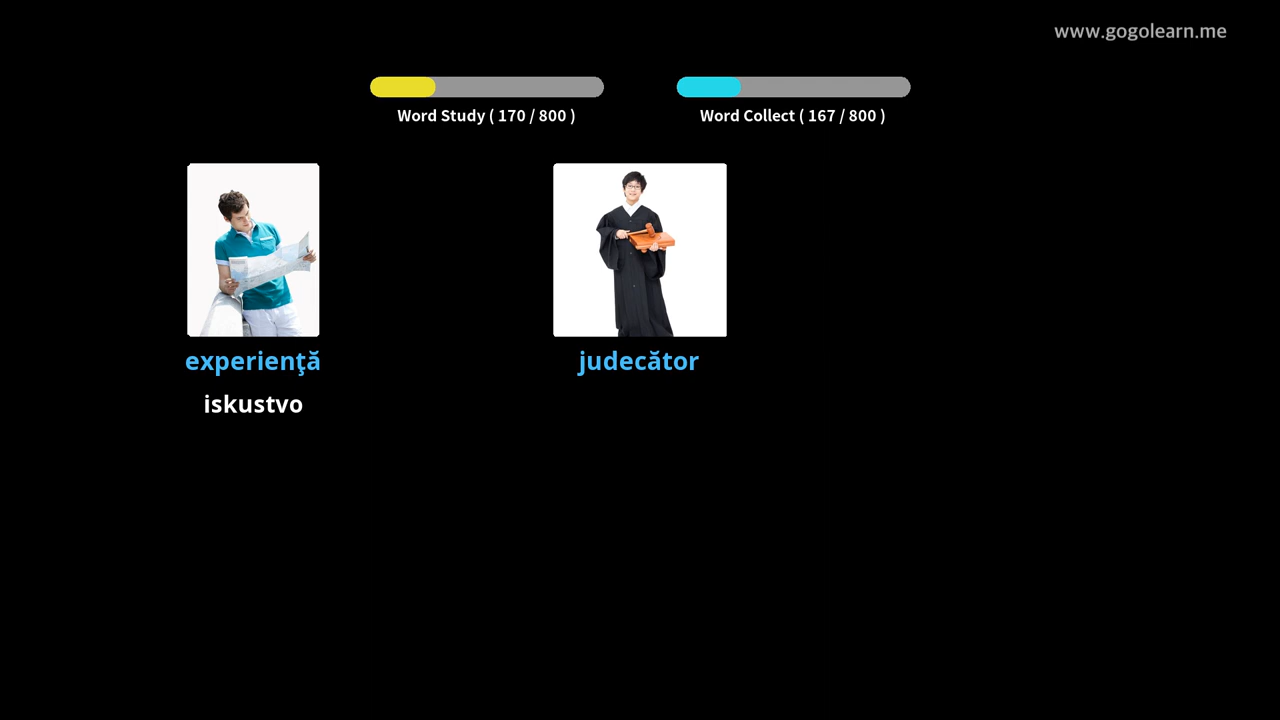 www.gogolearn.me
Word Study ( 170 / 800 )
Word Collect ( 167 / 800 )
experienţă
judecător
iskustvo